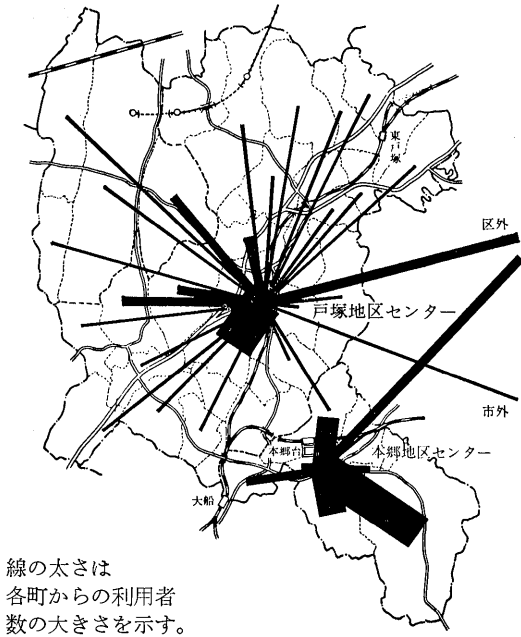 東戸塚
区外
戸塚地区センター
市外
本郷台
本郷地区センター
大船
線の太さは
各町からの利用者
数の大きさを示す。